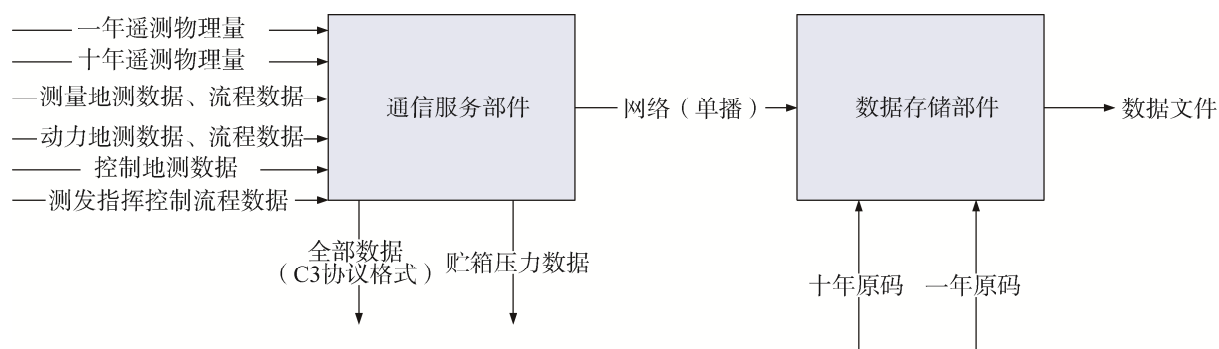 一年遥测物理量
十年遥测物理量
测量地测数据、流程数据
动力地测数据、流程数据
控制地测数据
测发指挥控制流程数据
通信服务部件
网络（单播）
数据存储部件
数据文件
全部数据
（C3协议格式）
贮箱压力数据
十年原码
一年原码